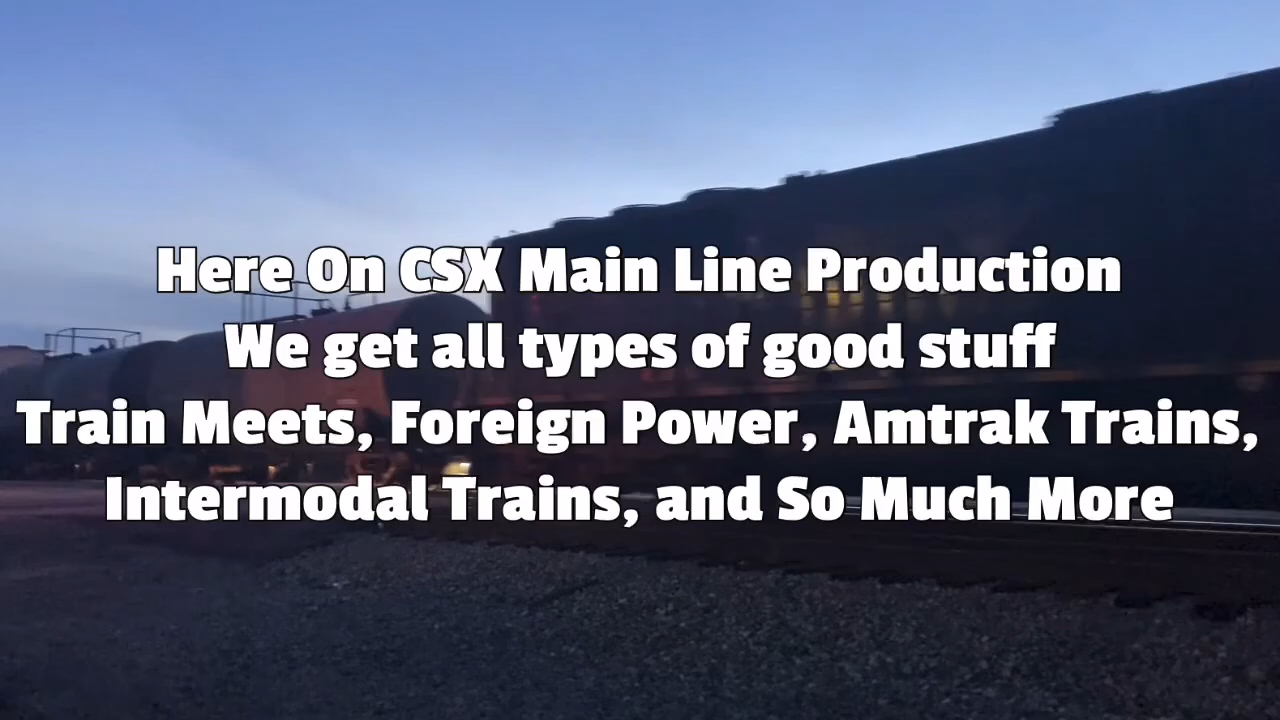 Here On CSX Main Line Production
We get all types of good stuff
Train Meets, Foreign Power, Amtrak Trains,
Intermodal Trains, and So Much More